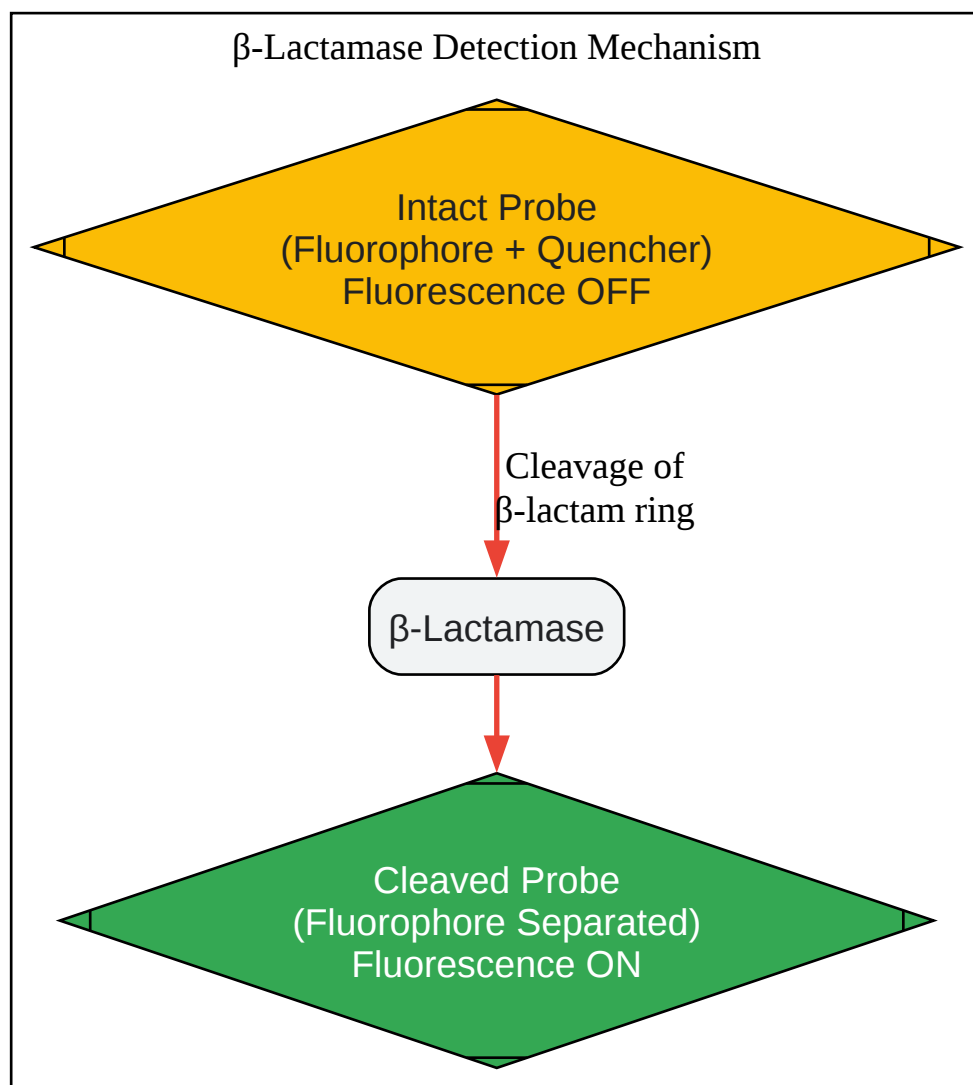 β-Lactamase Detection Mechanism
Intact Probe
(Fluorophore + Quencher)
Fluorescence OFF
Cleavage of
β-lactam ring
β-Lactamase
Cleaved Probe
(Fluorophore Separated)
Fluorescence ON